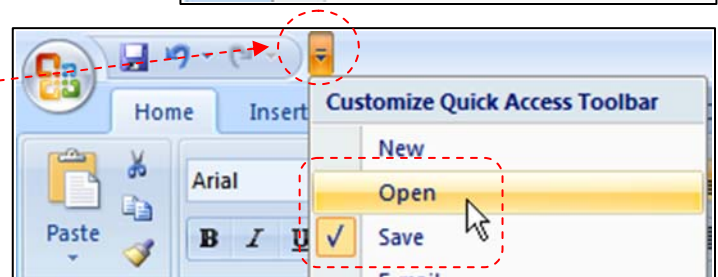 Home Insert
Customize Quick Access Toolbar
New
Arial
Open
Paste
B I U
Save